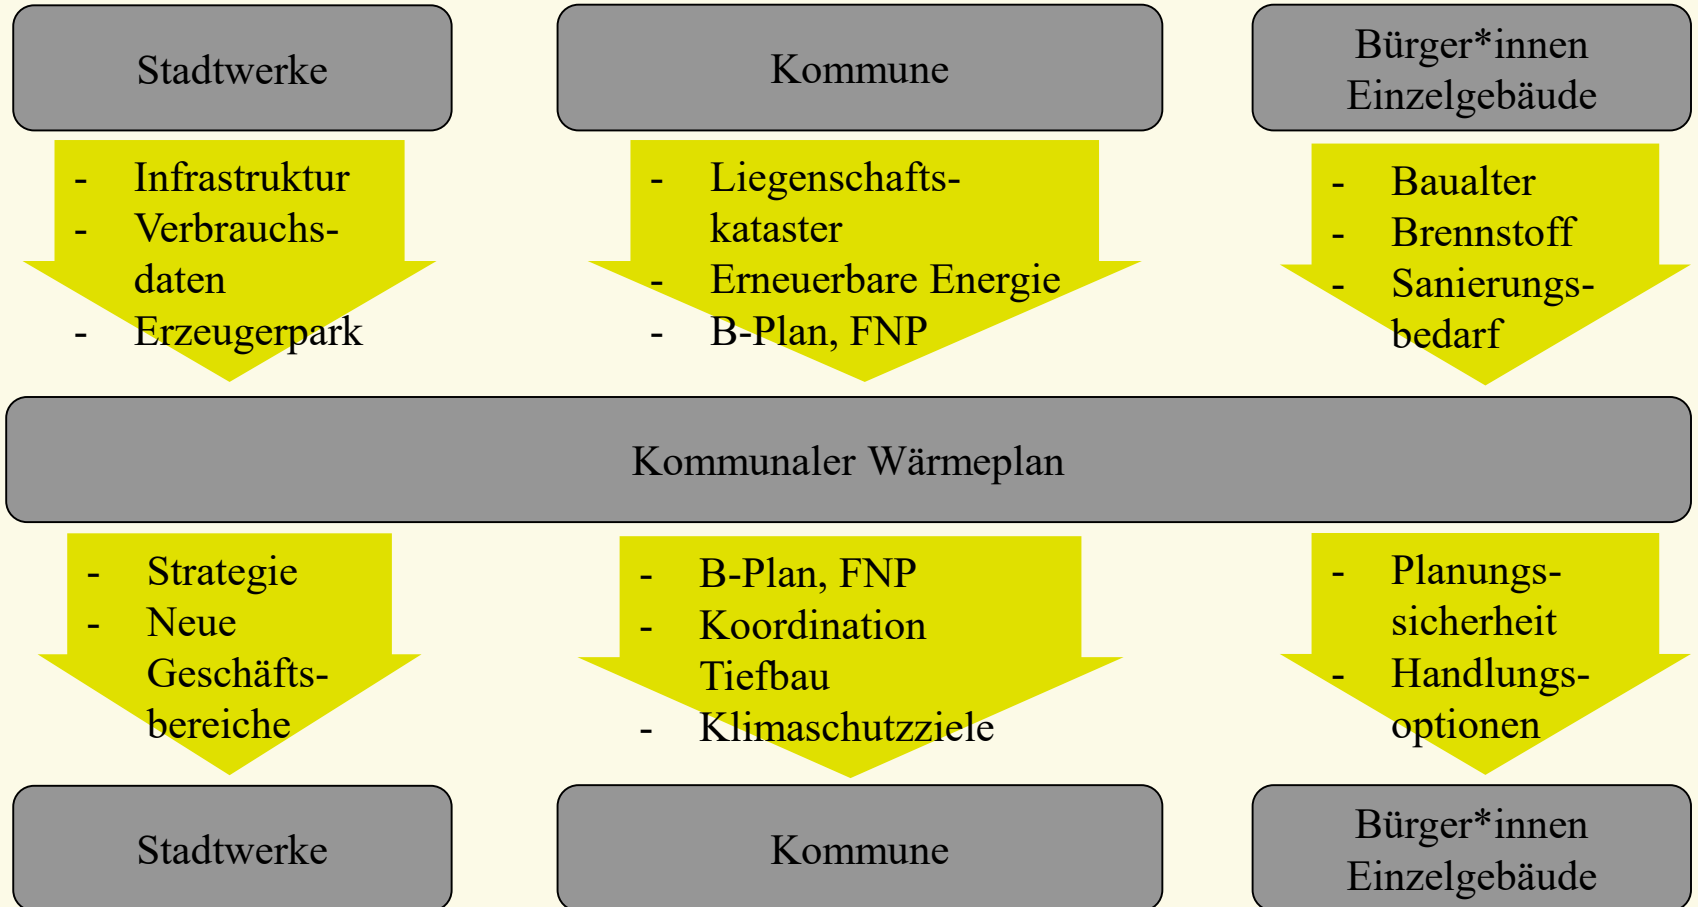 Stadtwerke
Kommune
Bürger*innen
Einzelgebäude
- Infrastruktur
- Verbrauchs-
daten
- Erzeugerpark
- Liegenschafts-
kataster
- Erneuerbare Energie
- B-Plan, FNP
- Baualter
- Brennstoff
- Sanierungs-
bedarf
Kommunaler Wärmeplan
- Strategie
- Neue
Geschäfts-
bereiche
- B-Plan, FNP
- Koordination
Tiefbau
- Klimaschutzziele
- Planungs-
sicherheit
- Handlungs-
optionen
Stadtwerke
Kommune
Bürger*innen
Einzelgebäude